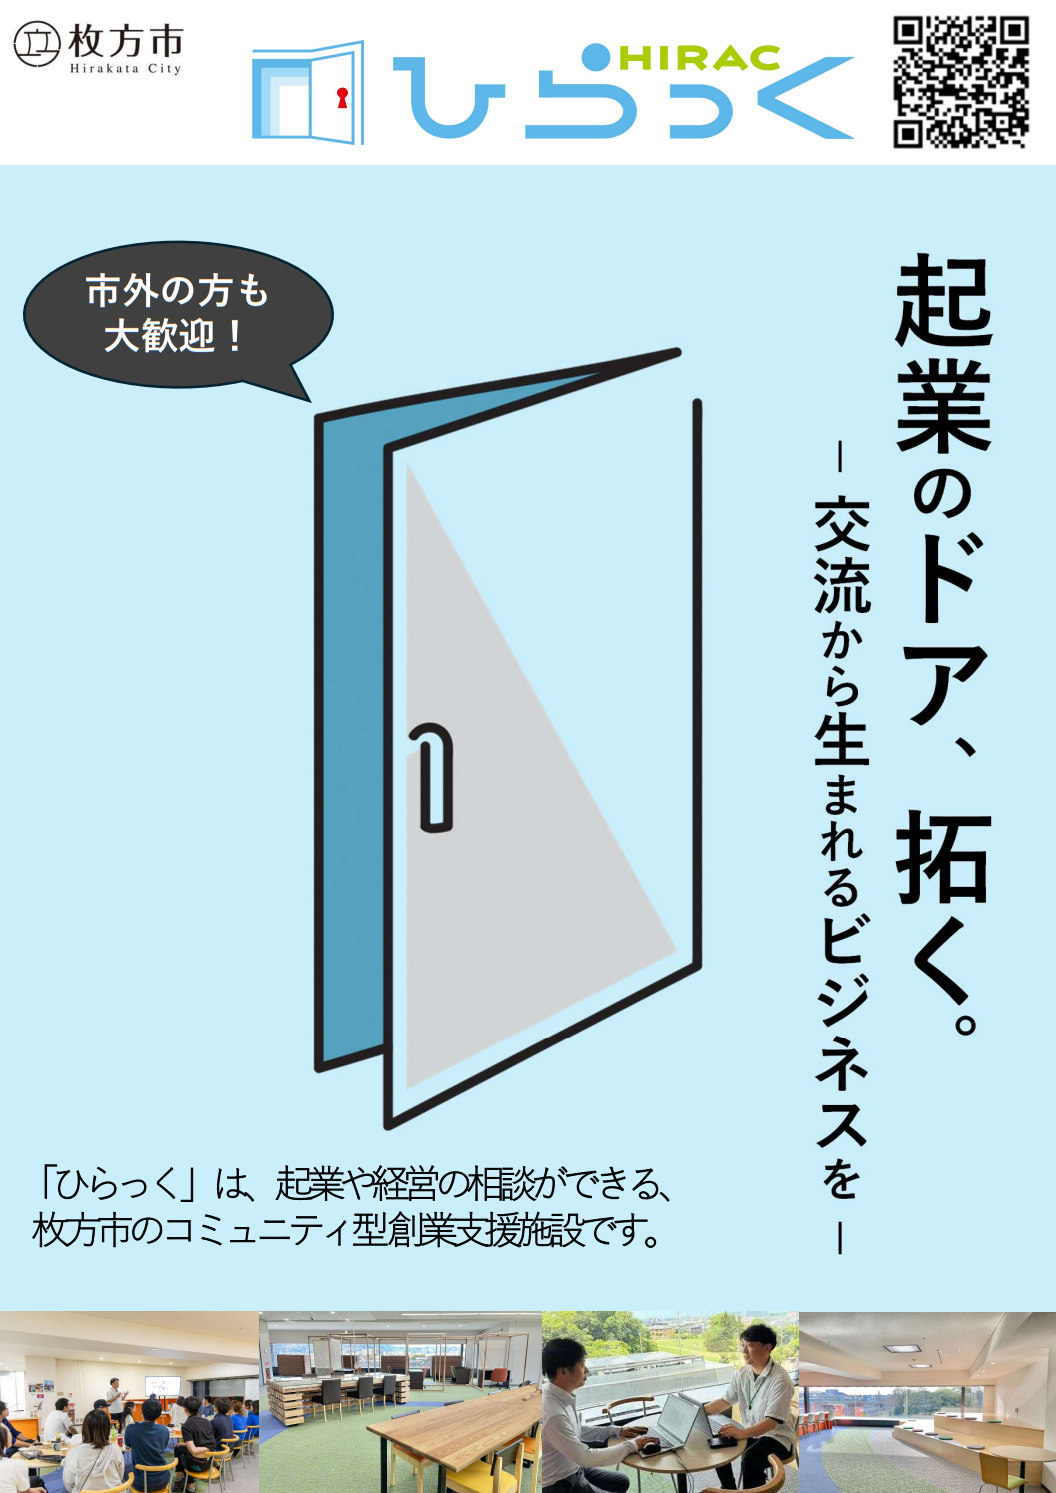 枚方市
Hirakata City
HIRAC
ひらっく
市外の方も
大歓迎！
起業のドア、拓く。
― 交流から生まれるビジネスを ―
「ひらっく」は、起業や経営の相談ができる、
枚方市のコミュニティ型創業支援施設です。